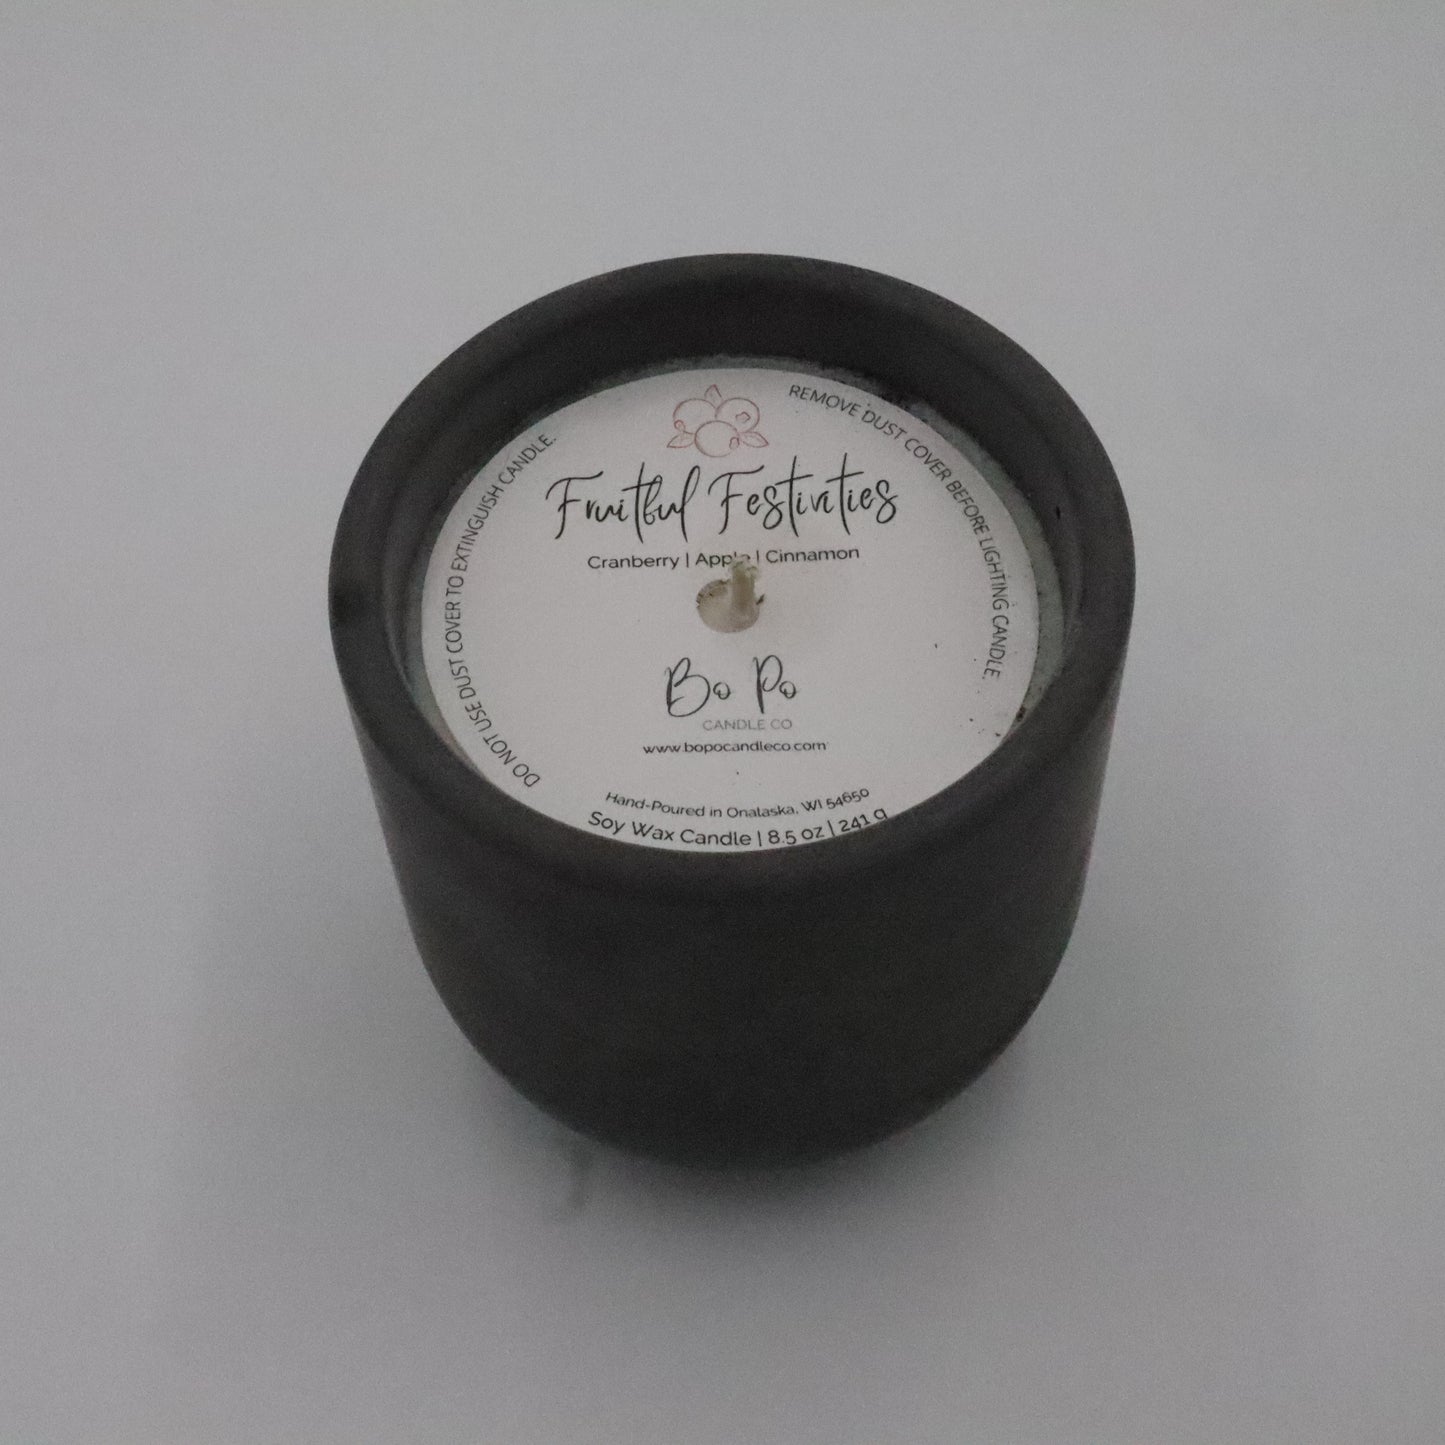 REMOVE DUST COVER BEFORE LIGHTING CANDLE.
DO NOT USE DUST COVER TO EXTINGUISH CANDLE.
Fruitful Festivities
Cranberry | Apple | Cinnamon
Bo Po
CANDLE CO
www.bopocandleco.com
Hand-Poured in Onalaska, WI 54650
Soy Wax Candle | 8.5 oz | 241 g